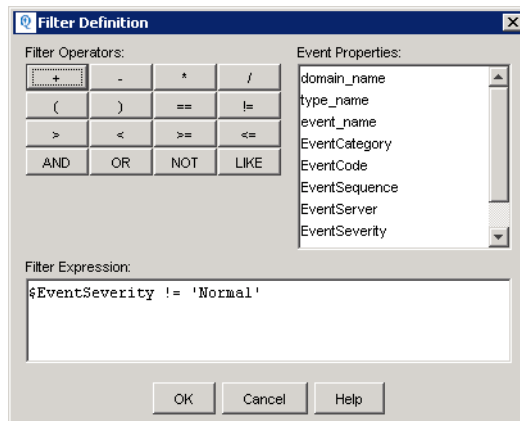 Filter Definition
Filter Operators:
+ - * /
( ) == !=
> < >= <=
AND OR NOT LIKE
Event Properties:
domain_name
type_name
event_name
EventCategory
EventCode
EventSequence
EventServer
EventSeverity
Filter Expression:
$EventSeverity != 'Normal'
OK Cancel Help